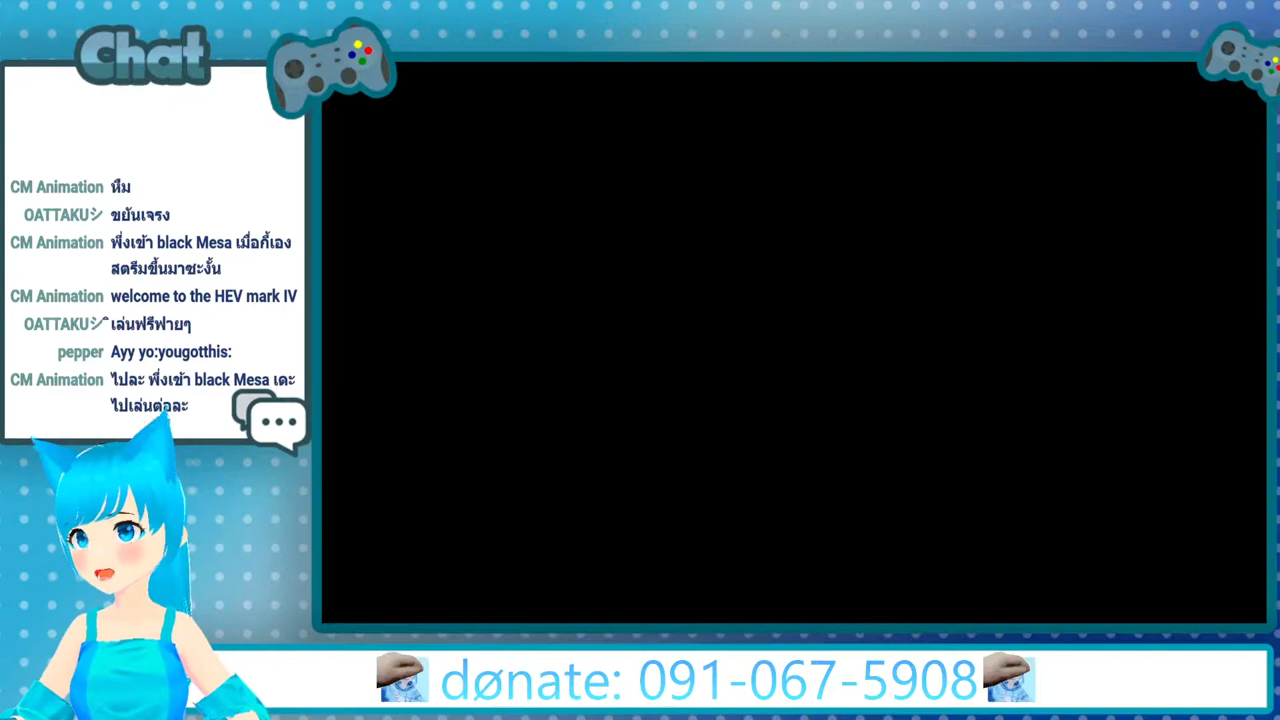 Chat
CM Animation หืม
OATTAKUシ ขยันเจรง
CM Animation พึ่งเข้า black Mesa เมื่อกี้เอง
สตรีมขึ้นมาซะงั้น
CM Animation welcome to the HEV mark IV
OATTAKUシ ิเล่นฟรีฟายๆ
pepper Ayy yo:yougotthis:
CM Animation ไปละ พึ่งเข้า black Mesa เดะ
ไปเล่นต่อละ
dønate: 091-067-5908